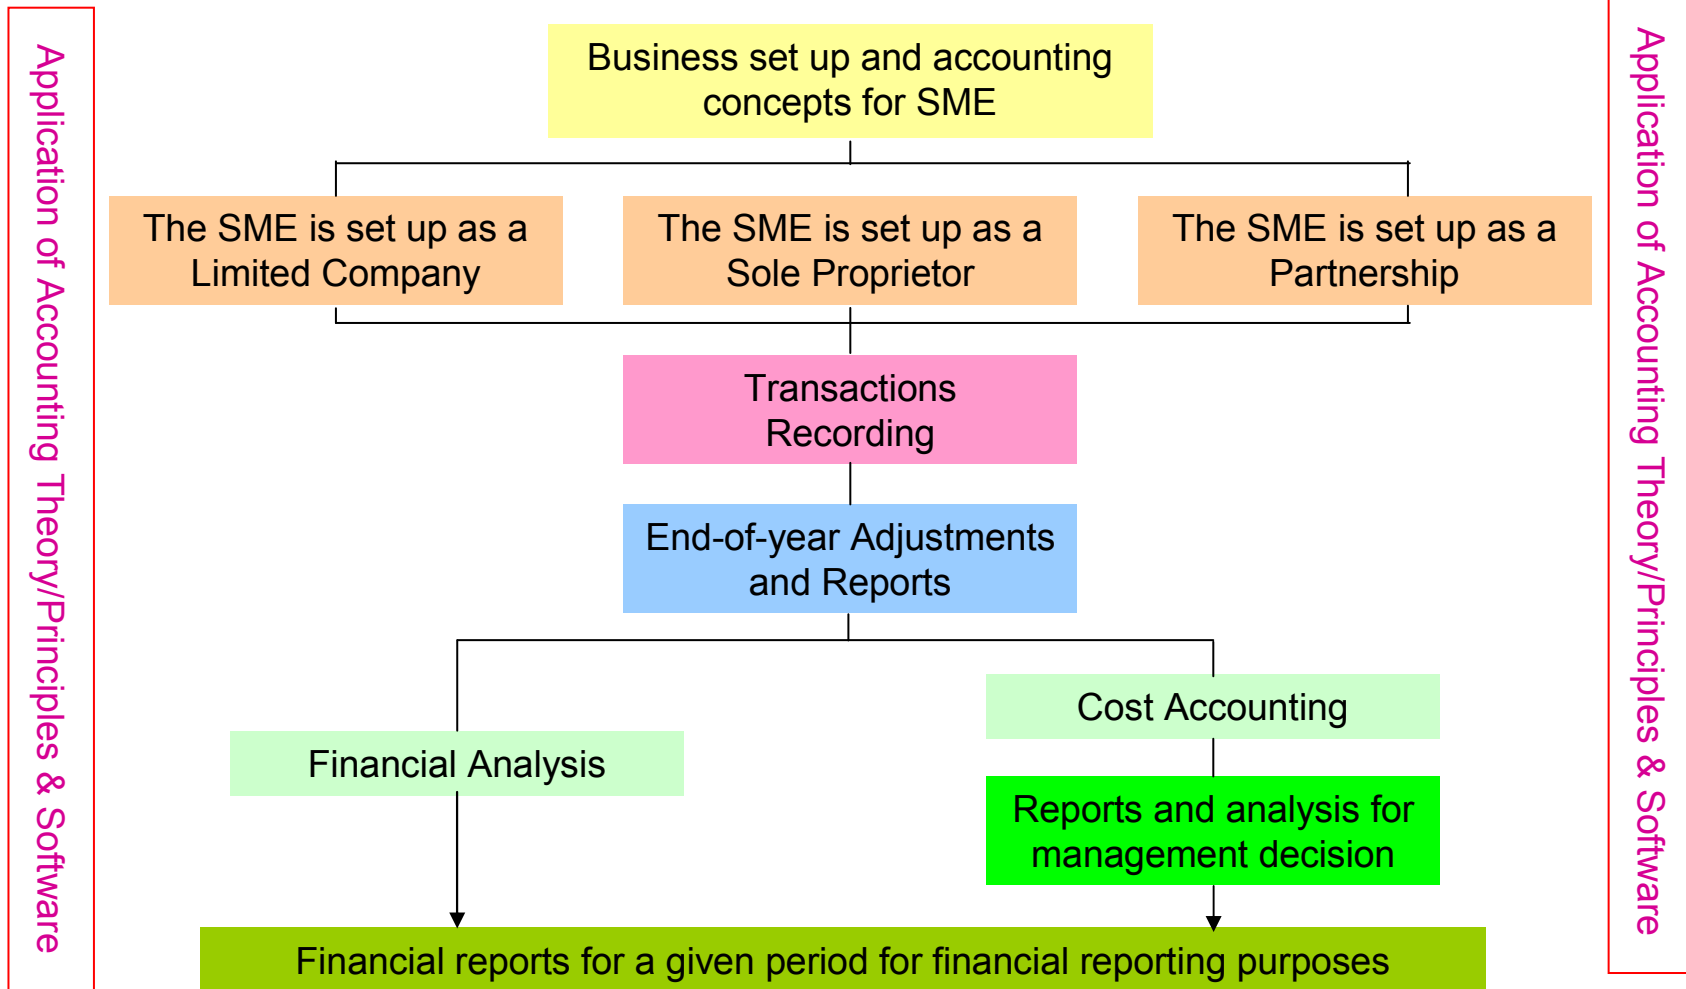 Application of Accounting Theory/Principles & Software
Business set up and accounting
concepts for SME
The SME is set up as a
Limited Company
The SME is set up as a
Sole Proprietor
The SME is set up as a
Partnership
Transactions
Recording
End-of-year Adjustments
and Reports
Financial Analysis
Cost Accounting
Reports and analysis for
management decision
Financial reports for a given period for financial reporting purposes
Application of Accounting Theory/Principles & Software